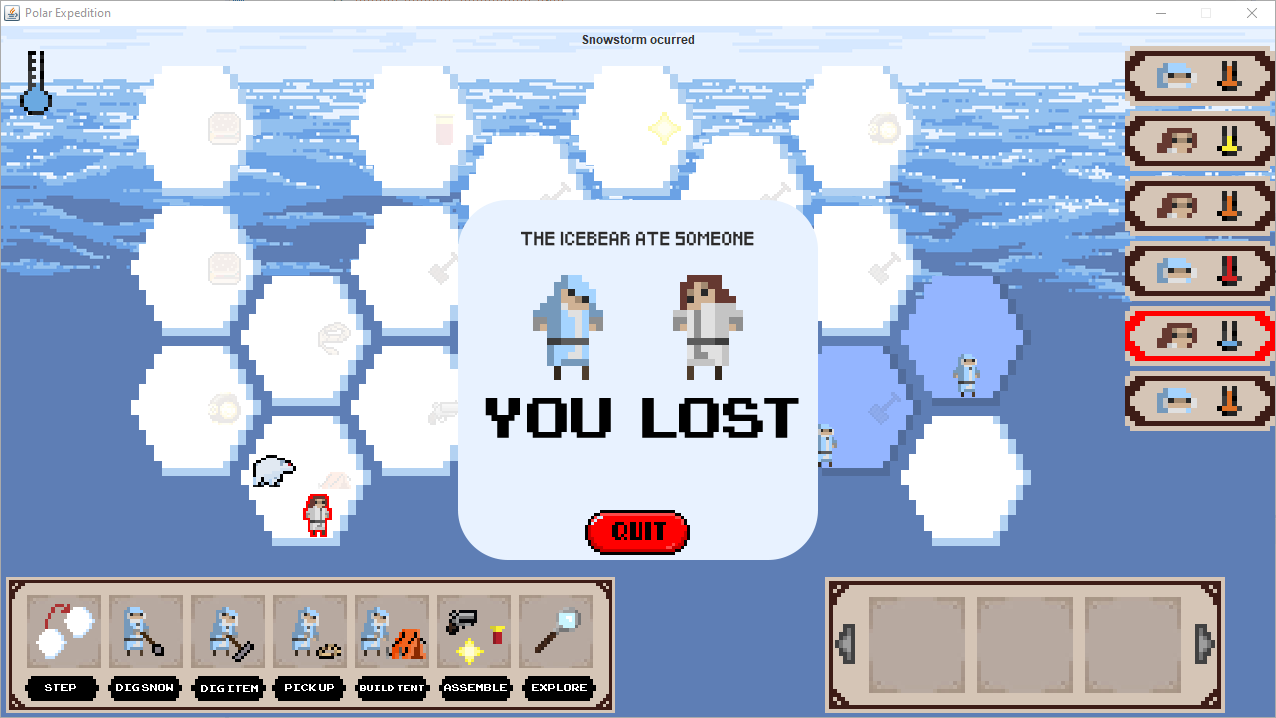 Polar Expedition
Snowstorm ocurred
THE ICEBEAR ATE SOMEONE
YOU LOST
QUIT
STEP
DIG SNOW
DIG ITEM
PICK UP
BUILD TENT
ASSEMBLE
EXPLORE